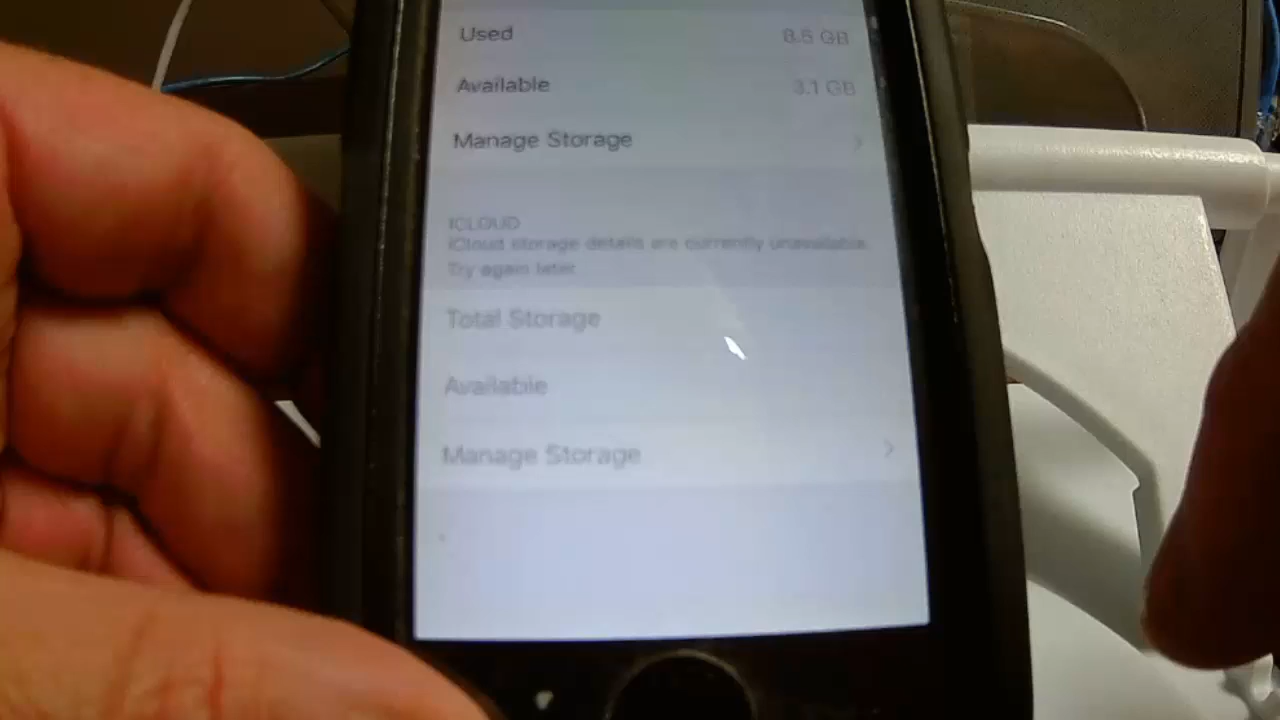 Used 8.5 GB
Available 3.1 GB
Manage Storage
ICLOUD
iCloud storage details are currently unavailable.
Try again later.
Total Storage
Available
Manage Storage